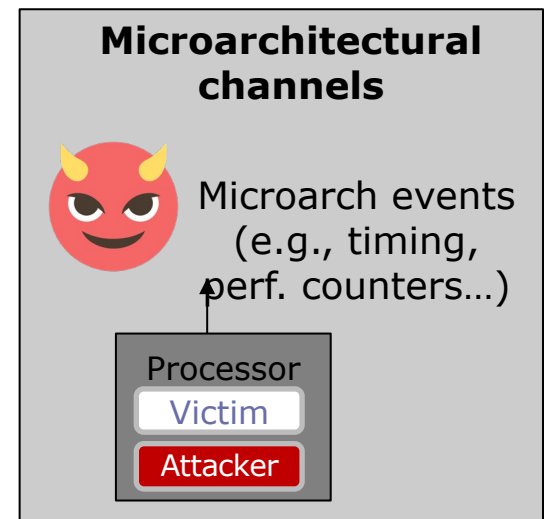 Microarchitectural
channels
Microarch events
(e.g., timing,
perf. counters…)
Processor
Victim
Attacker